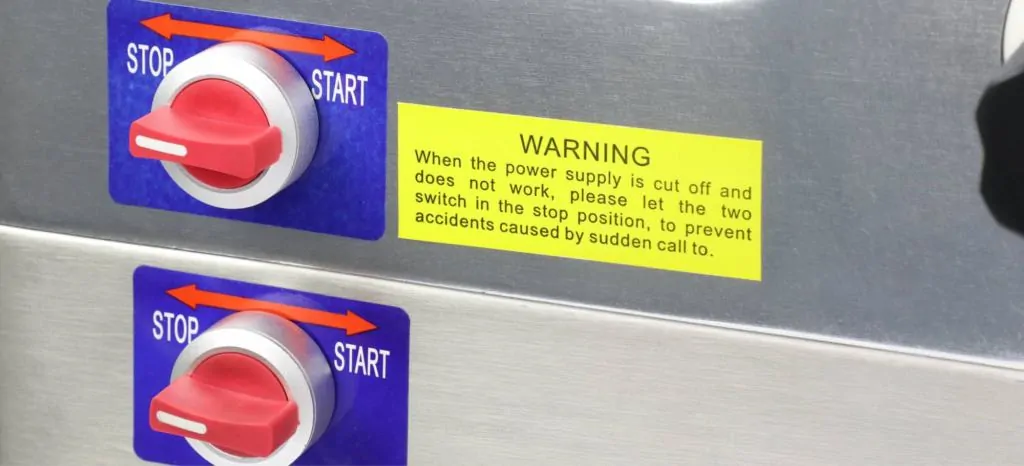 STOP
START
WARNING
When the power supply is cut off and
does not work, please let the two
switch in the stop position, to prevent
accidents caused by sudden call to.
STOP
START